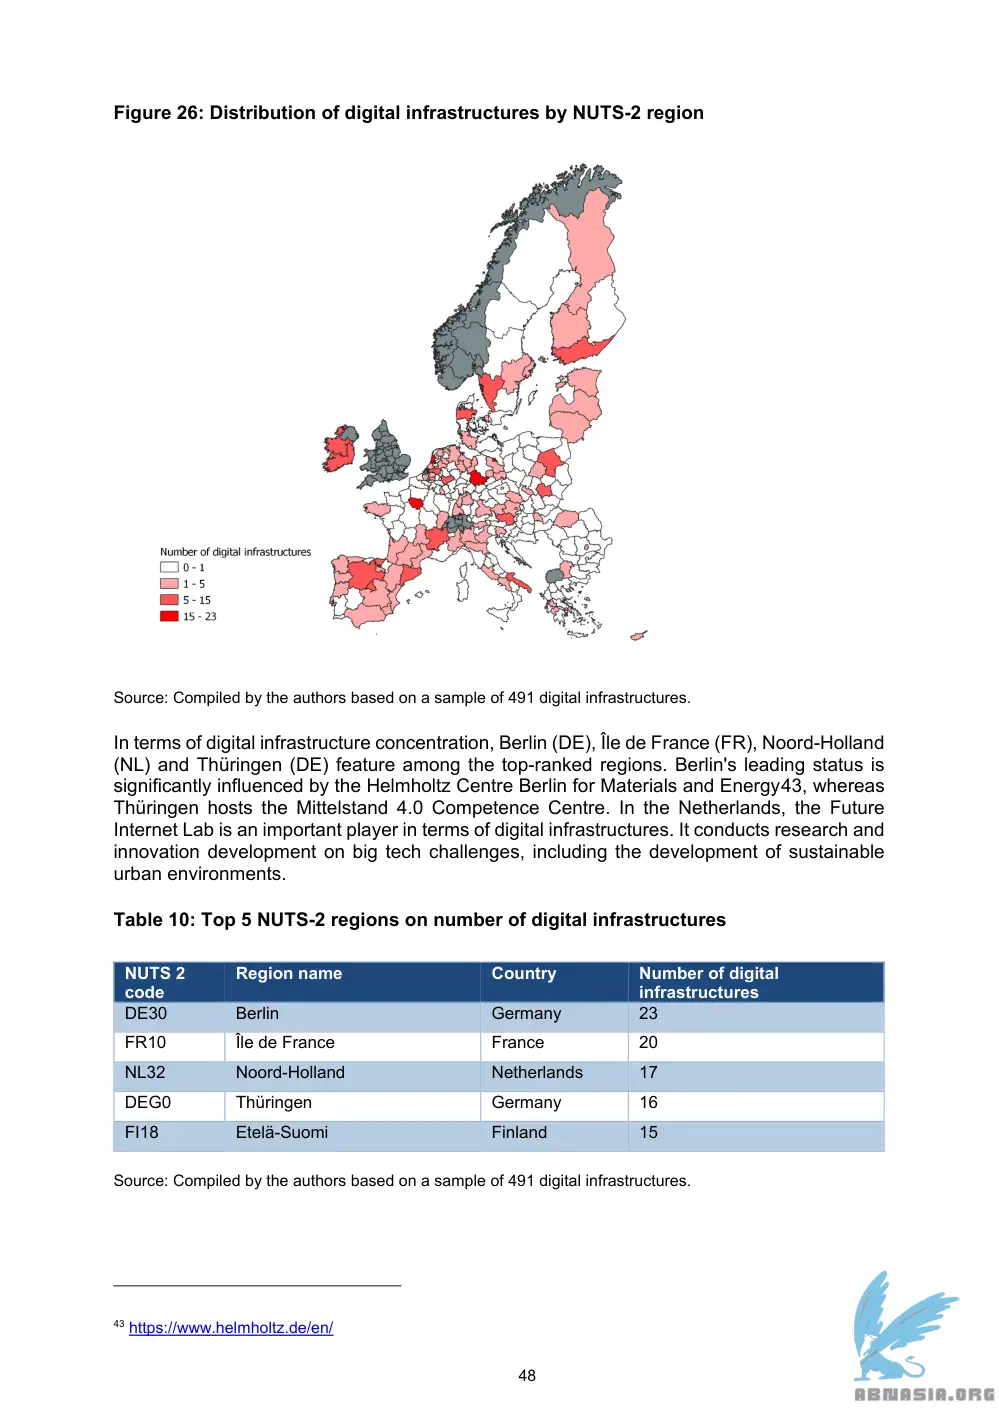 Figure 26: Distribution of digital infrastructures by NUTS-2 region
Number of digital infrastructures
0 - 1
1 - 5
5 - 15
15 - 23
Source: Compiled by the authors based on a sample of 491 digital infrastructures.
In terms of digital infrastructure concentration, Berlin (DE), Île de France (FR), Noord-Holland
(NL) and Thüringen (DE) feature among the top-ranked regions. Berlin's leading status is
significantly influenced by the Helmholtz Centre Berlin for Materials and Energy43, whereas
Thüringen hosts the Mittelstand 4.0 Competence Centre. In the Netherlands, the Future
Internet Lab is an important player in terms of digital infrastructures. It conducts research and
innovation development on big tech challenges, including the development of sustainable
urban environments.
Table 10: Top 5 NUTS-2 regions on number of digital infrastructures
NUTS 2 code Region name Country Number of digital infrastructures
DE30 Berlin Germany 23
FR10 Île de France France 20
NL32 Noord-Holland Netherlands 17
DEG0 Thüringen Germany 16
FI18 Etelä-Suomi Finland 15
Source: Compiled by the authors based on a sample of 491 digital infrastructures.
43 https://www.helmholtz.de/en/
48
ABNASIA.ORG